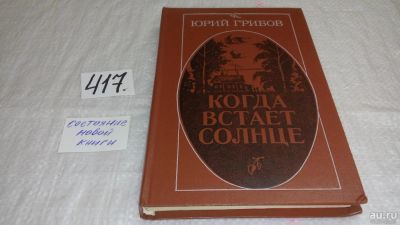 ЮРИЙ ГРИБОВ
КОГДА
ВСТАЕТ
СОЛНЦЕ
417.
состояние
новой
книги
au.ru